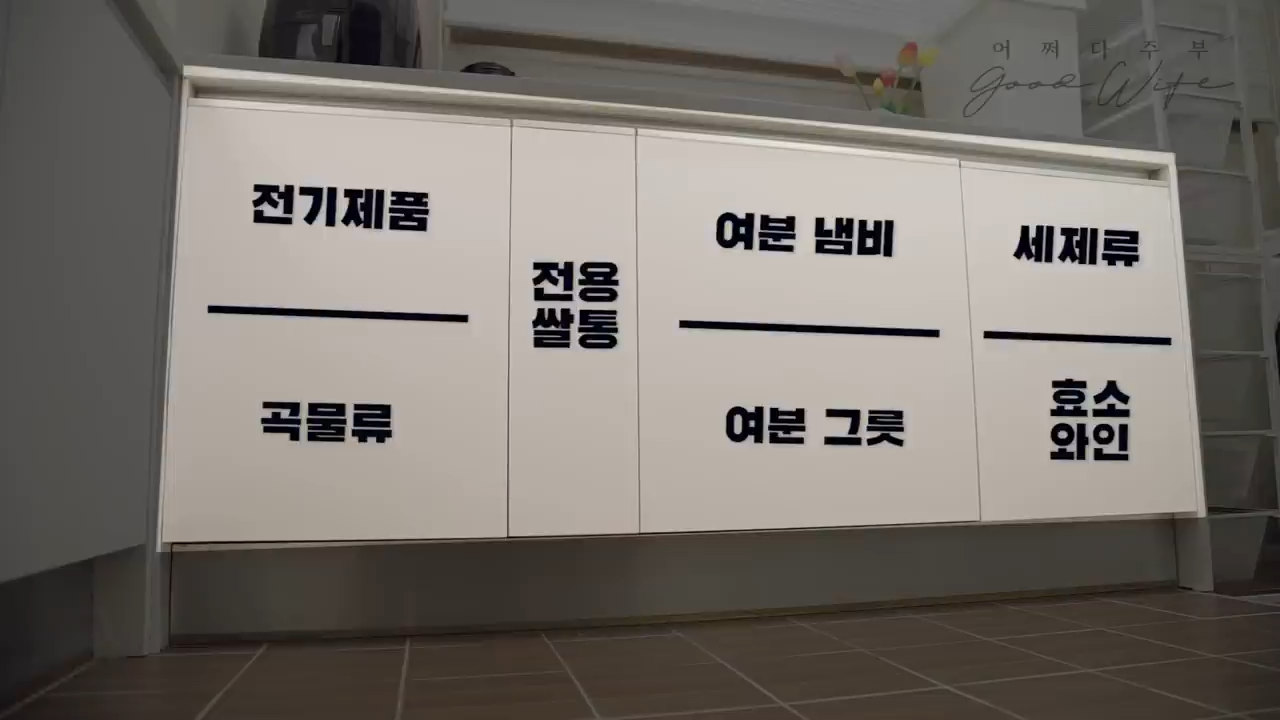 어쩌다주부
Good Wife
전기제품
곡물류
전용
쌀통
여분 냄비
여분 그릇
세제류
효소
와인